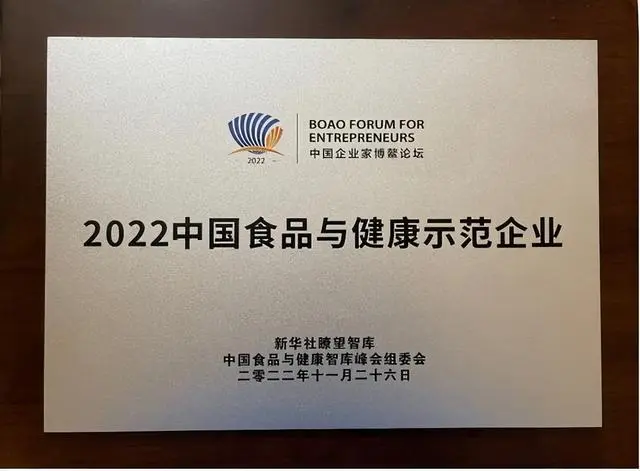 2022
BOAO FORUM FOR
ENTREPRENEURS
中国企业家博鳌论坛
2022中国食品与健康示范企业
新华社瞭望智库
中国食品与健康智库峰会组委会
二零二二年十一月二十六日